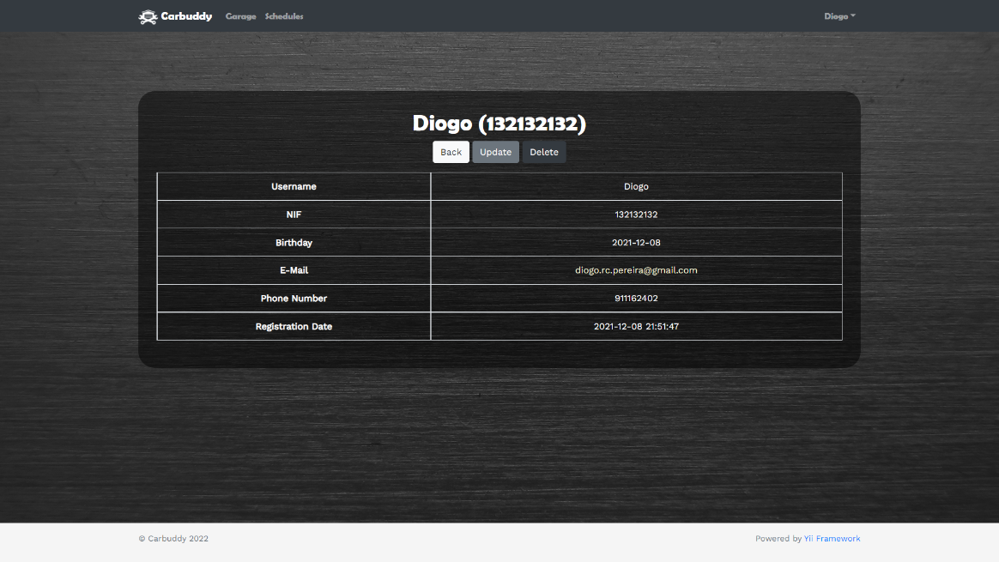 Carbuddy Garage Schedules Diogo
Diogo (132132132)
Back Update Delete
Username Diogo
NIF 132132132
Birthday 2021-12-08
E-Mail diogo.rc.pereira@gmail.com
Phone Number 911162402
Registration Date 2021-12-08 21:51:47
© Carbuddy 2022 Powered by Yii Framework